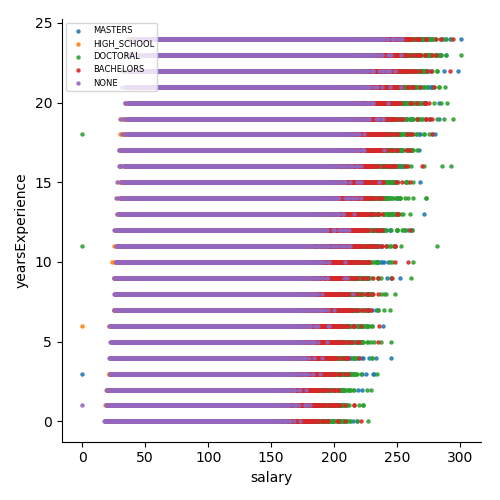 25
20
15
10
5
0
yearsExperience
MASTERS
HIGH_SCHOOL
DOCTORAL
BACHELORS
NONE
0 50 100 150 200 250 300
salary